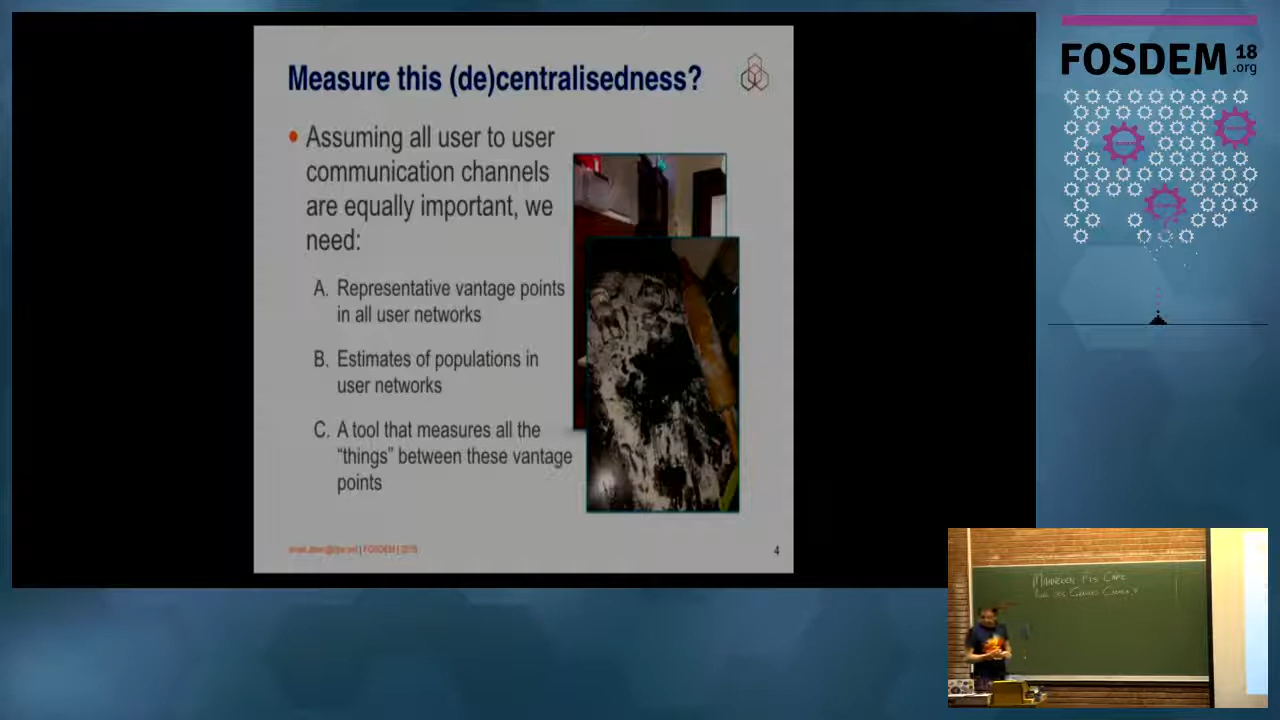 Measure this (de)centralisedness?
Assuming all user to user
communication channels
are equally important, we
need:
A. Representative vantage points
in all user networks
B. Estimates of populations in
user networks
C. A tool that measures all the
“things” between these vantage
points
| FOSDEM | 2018
4
FOSDEM 18
.org